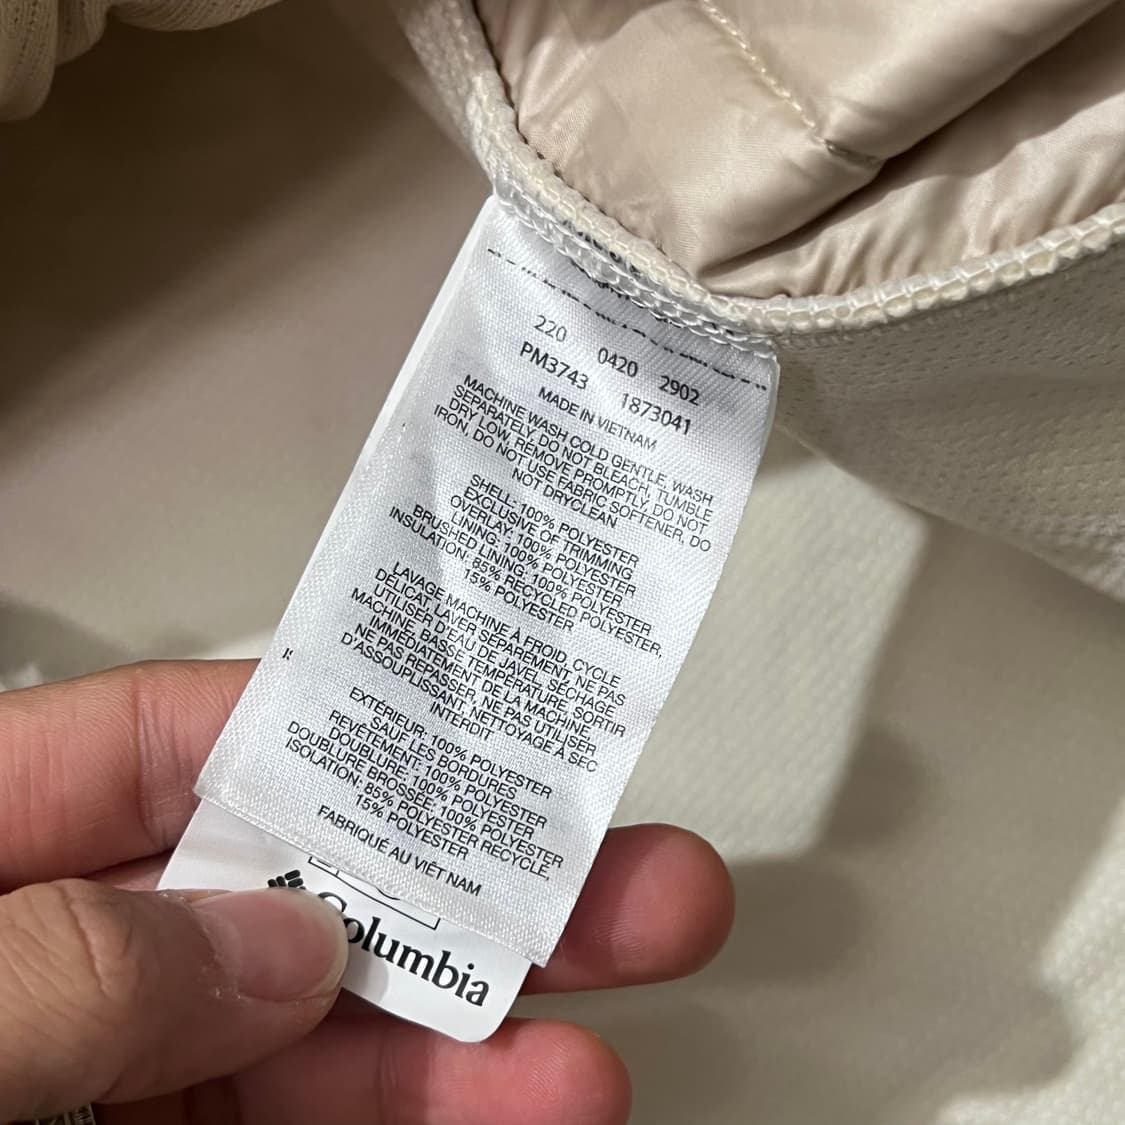 220 0420 2902
PM3743 1873041
MADE IN VIETNAM
MACHINE WASH COLD GENTLE, WASH
SEPARATELY, DO NOT BLEACH, TUMBLE
DRY LOW, REMOVE PROMPTLY, DO NOT
IRON, DO NOT USE FABRIC SOFTENER, DO
NOT DRYCLEAN
SHELL: 100% POLYESTER
EXCLUSIVE OF TRIMMING
OVERLAY: 100% POLYESTER
LINING: 100% POLYESTER
BRUSHED LINING: 100% POLYESTER
INSULATION: 85% RECYCLED POLYESTER,
15% POLYESTER
LAVAGE MACHINE À FROID, CYCLE
DÉLICAT, LAVER SÉPARÉMENT, NE PAS
UTILISER D'EAU DE JAVEL, SÉCHAGE
MACHINE, BASSE TEMPÉRATURE, SORTIR
IMMÉDIATEMENT DE LA MACHINE,
NE PAS REPASSER, NE PAS UTILISER
D'ASSOUPLISSANT, NETTOYAGE À SEC
INTERDIT
EXTÉRIEUR: 100% POLYESTER
SAUF LES BORDURES
REVÊTEMENT: 100% POLYESTER
DOUBLURE: 100% POLYESTER
DOUBLURE BROSSÉE: 100% POLYESTER
ISOLATION: 85% POLYESTER RECYCLÉ,
15% POLYESTER
FABRIQUÉ AU VIÊT NAM
Columbia